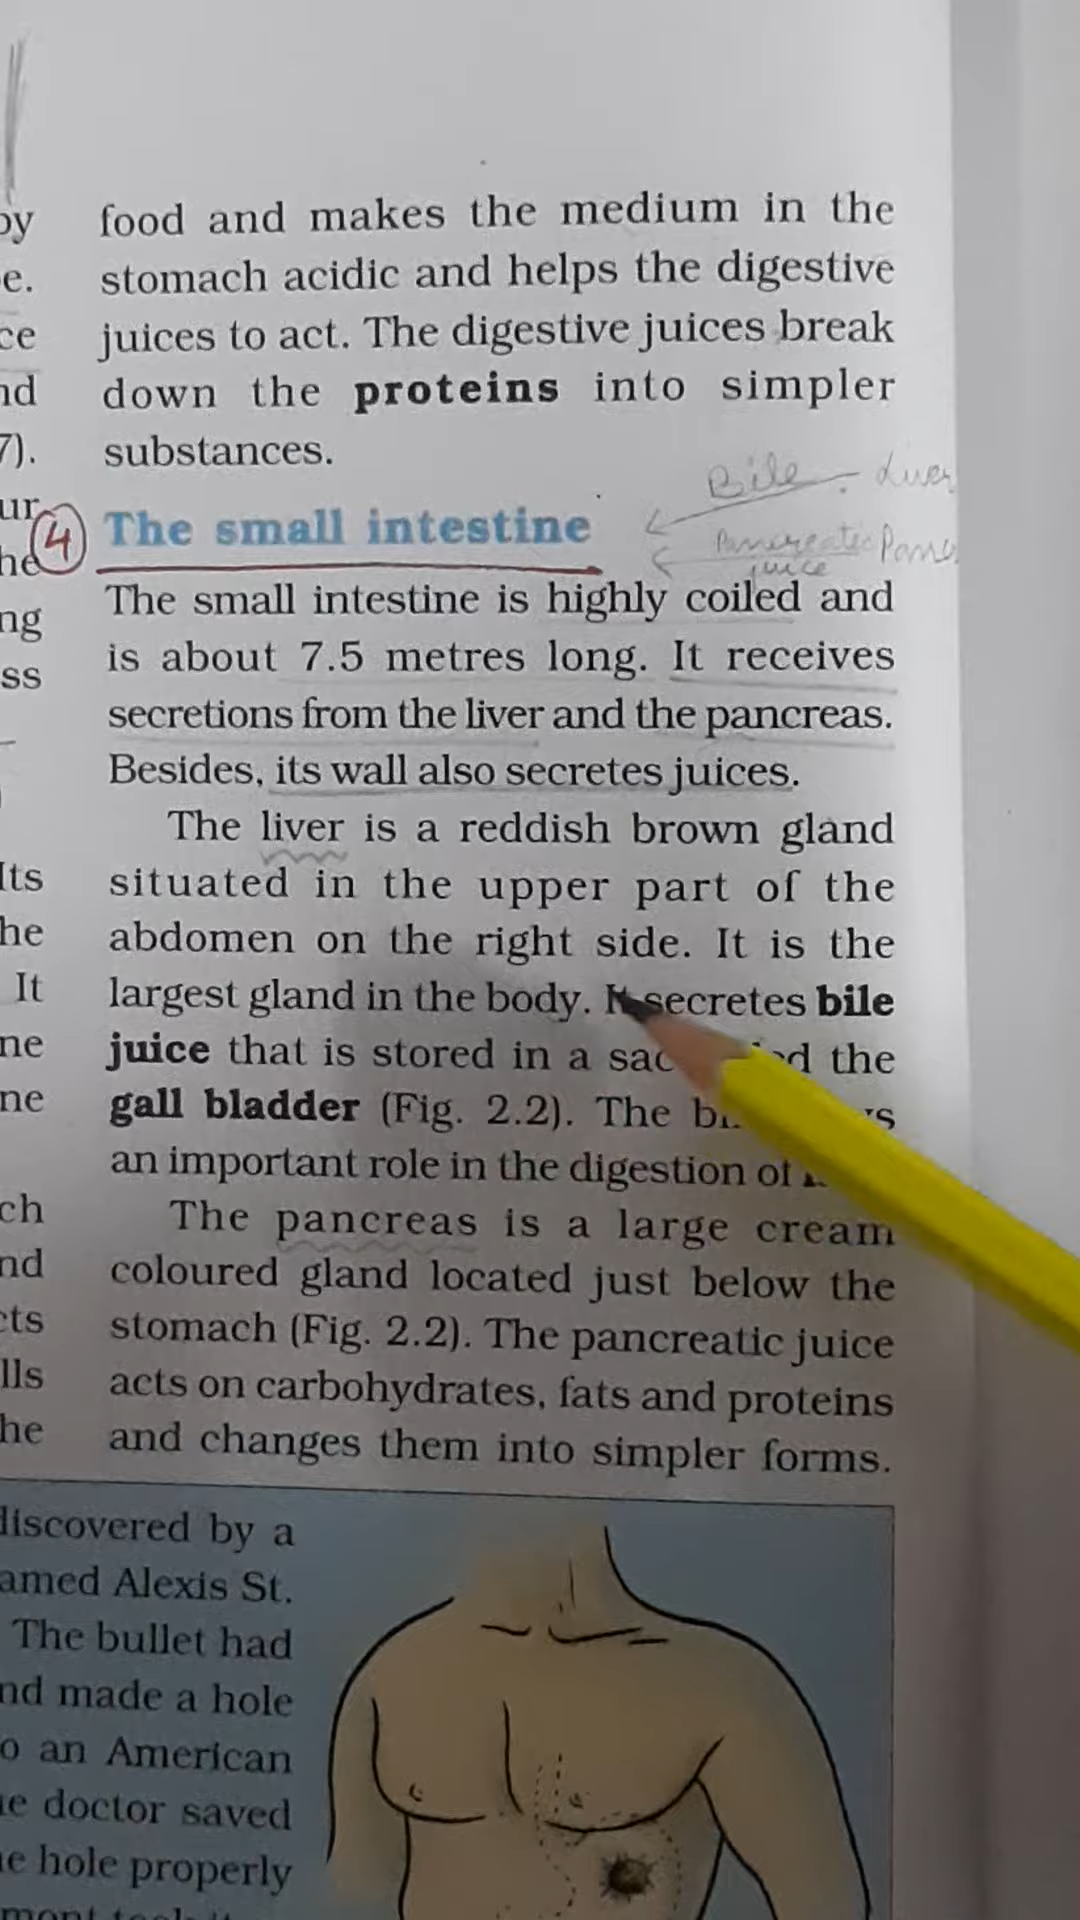 food and makes the medium in the
stomach acidic and helps the digestive
juices to act. The digestive juices break
down the proteins into simpler
substances.
Bile - Liver
4 The small intestine
Pancreatic
juice
The small intestine is highly coiled and
is about 7.5 metres long. It receives
secretions from the liver and the pancreas.
Besides, its wall also secretes juices.
The liver is a reddish brown gland
situated in the upper part of the
abdomen on the right side. It is the
largest gland in the body. It secretes bile
juice that is stored in a sac the
gall bladder (Fig. 2.2). The
an important role in the digestion of
The pancreas is a large cream
coloured gland located just below the
stomach (Fig. 2.2). The pancreatic juice
acts on carbohydrates, fats and proteins
and changes them into simpler forms.
discovered by a
Alexis St.
The bullet had
made a hole
an American
doctor saved
hole properly